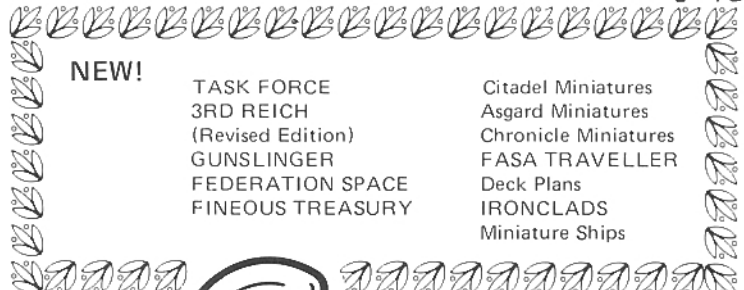 NEW!
TASK FORCE
3RD REICH
(Revised Edition)
GUNSLINGER
FEDERATION SPACE
FINEOUS TREASURY
Citadel Miniatures
Asgard Miniatures
Chronicle Miniatures
FASA TRAVELLER
Deck Plans
IRONCLADS
Miniature Ships